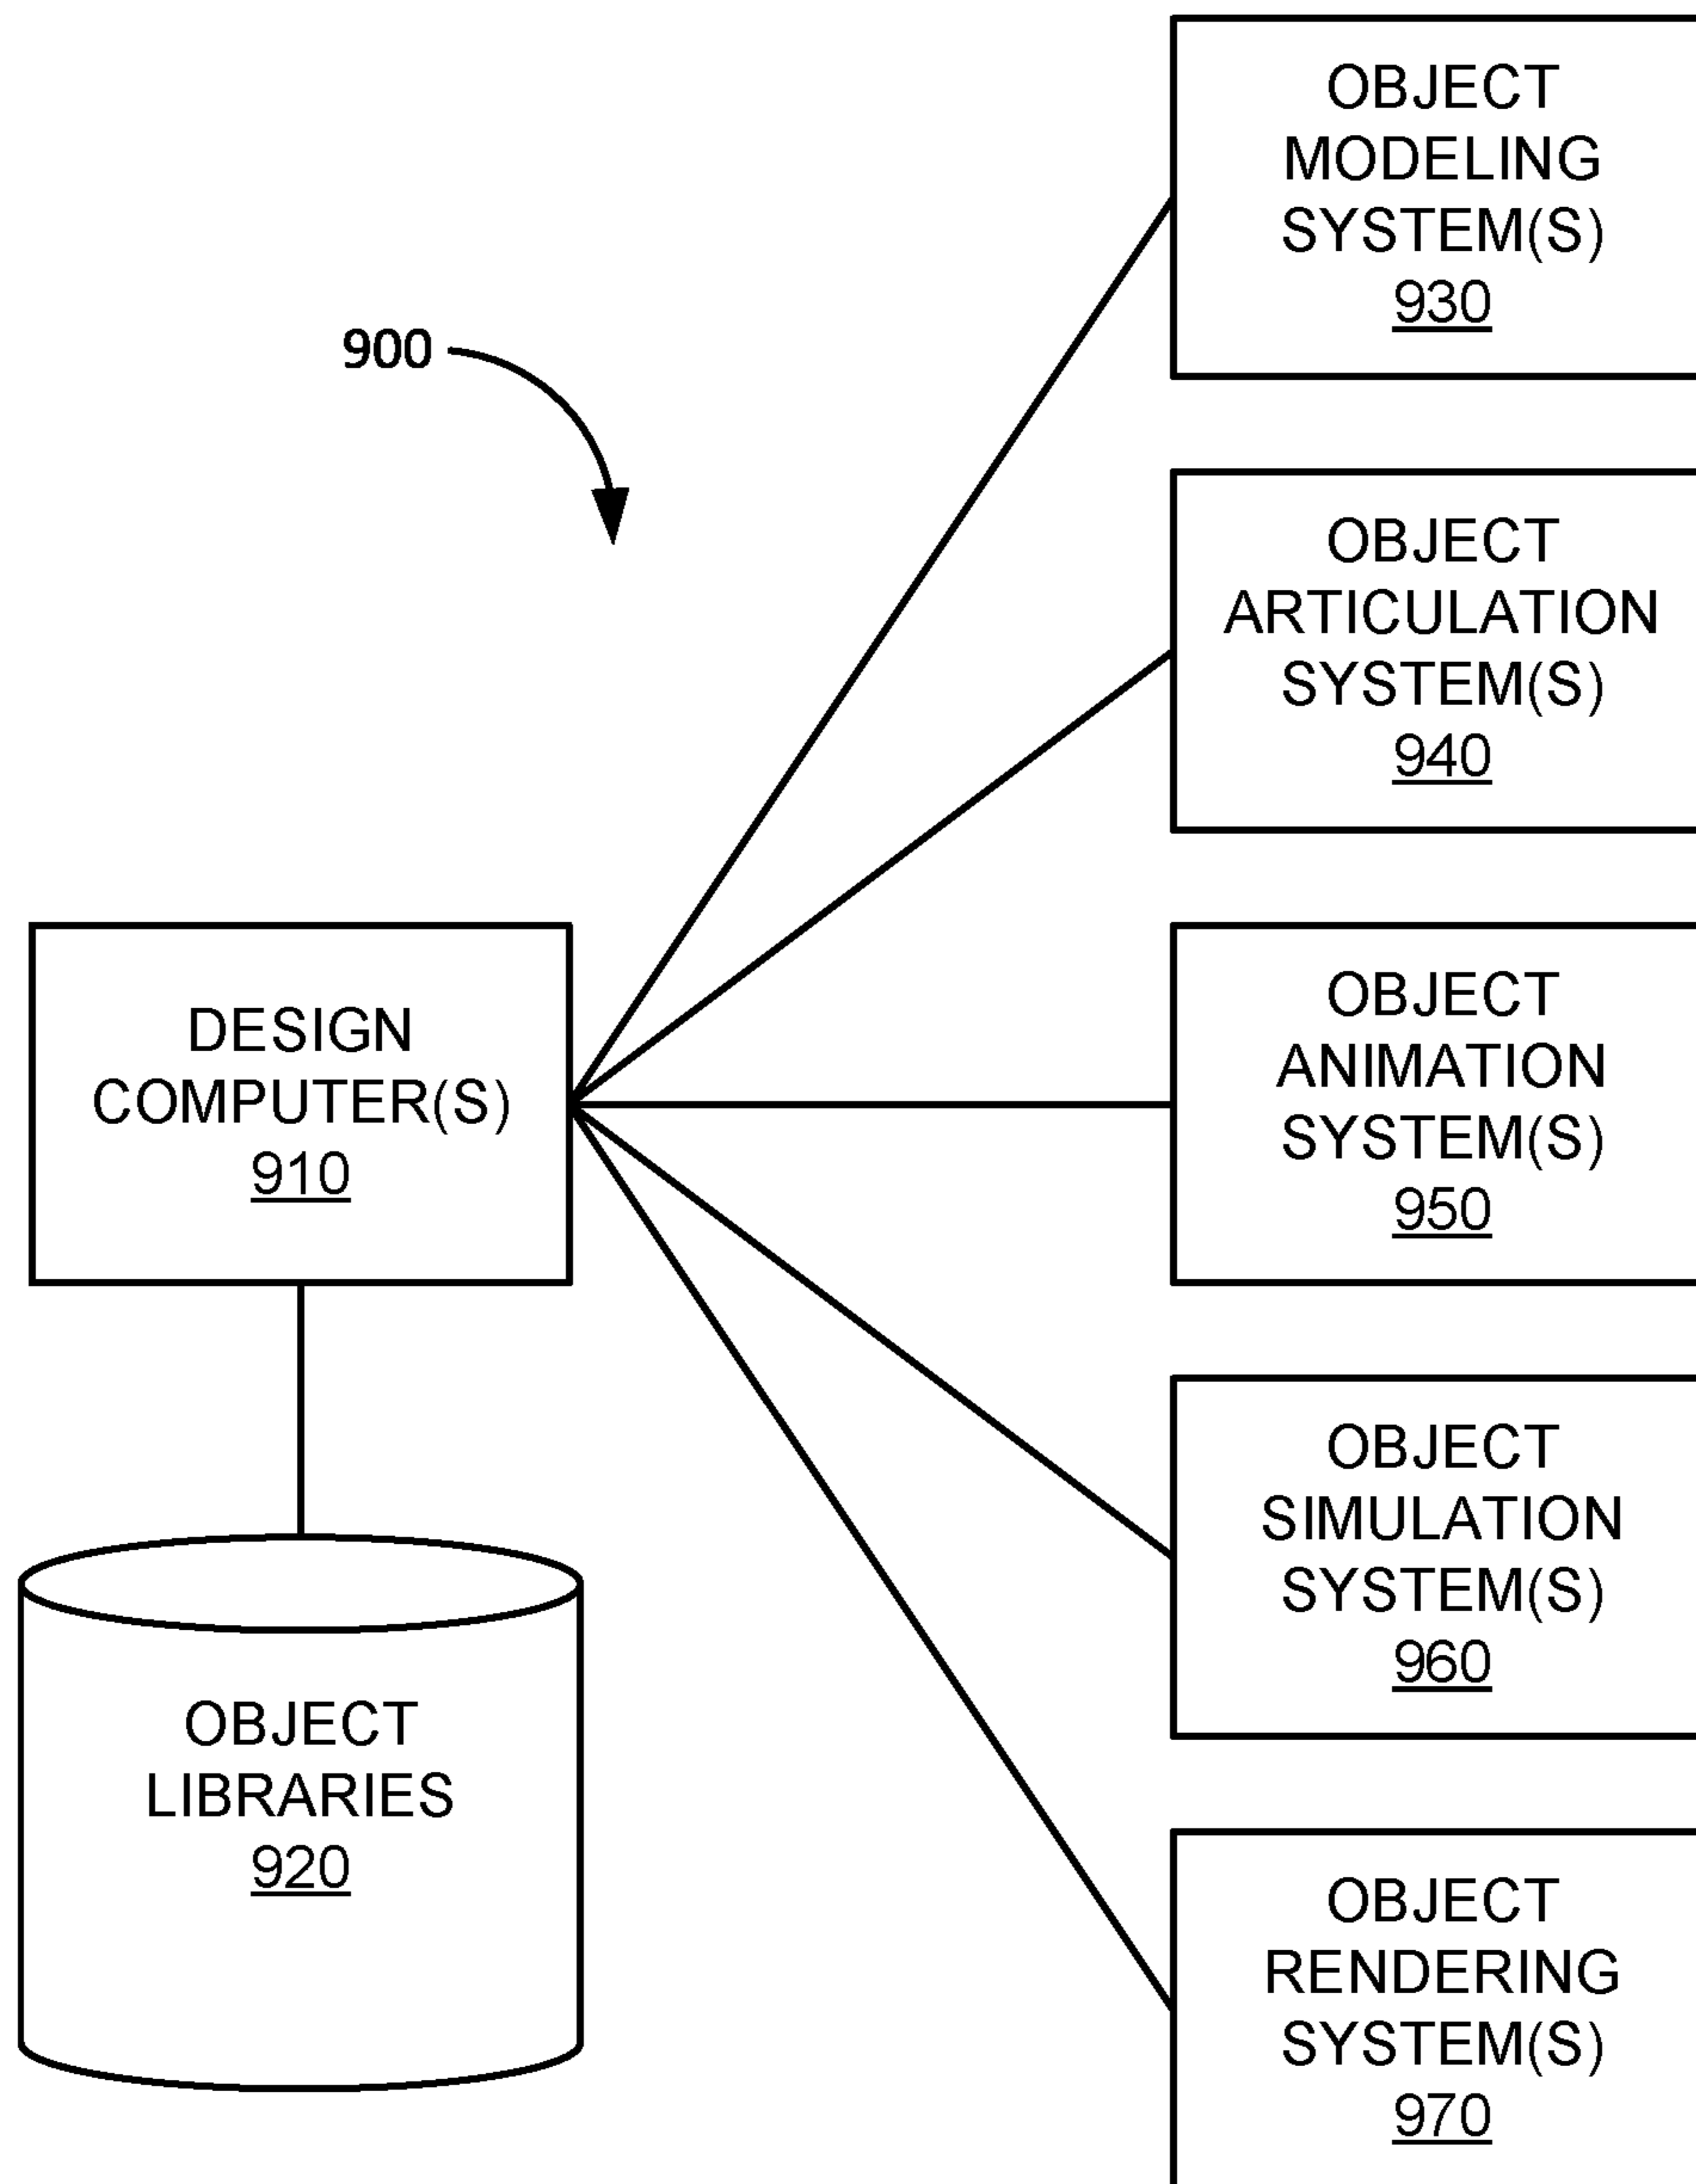 900
OBJECT
MODELING
SYSTEM(S)
930
OBJECT
ARTICULATION
SYSTEM(S)
940
DESIGN
COMPUTER(S)
910
OBJECT
ANIMATION
SYSTEM(S)
950
OBJECT
SIMULATION
SYSTEM(S)
960
OBJECT
LIBRARIES
920
OBJECT
RENDERING
SYSTEM(S)
970